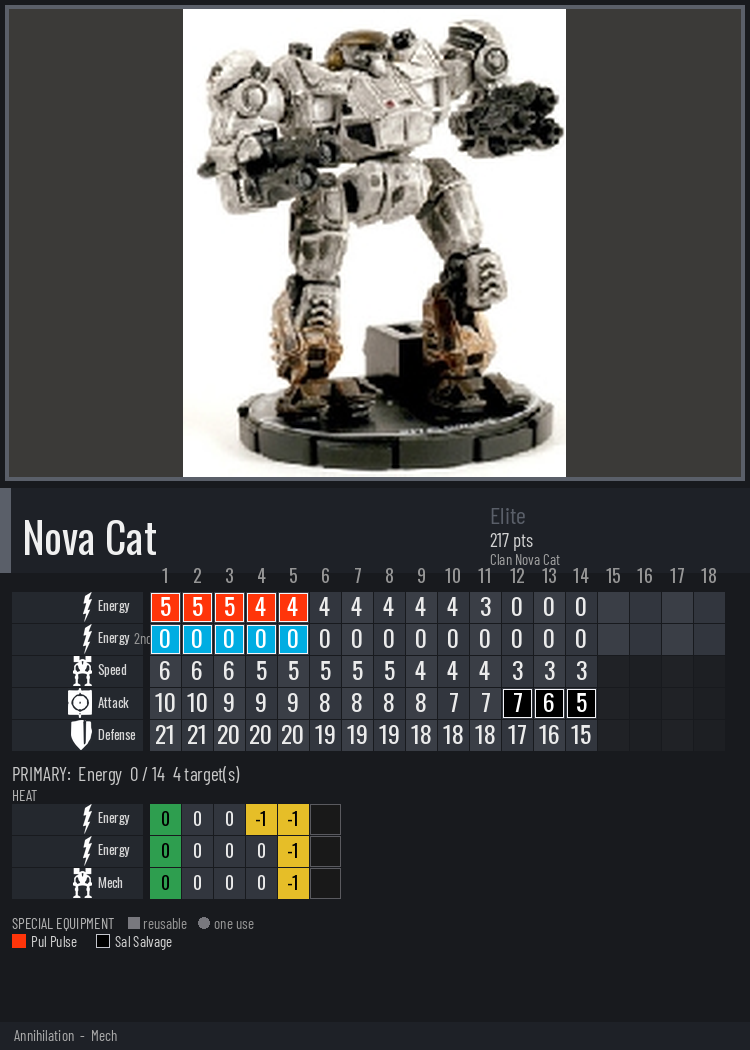 Nova Cat
Elite
217 pts
Clan Nova Cat
1 2 3 4 5 6 7 8 9 10 11 12 13 14 15 16 17 18
Energy 5 5 5 4 4 4 4 4 4 4 3 0 0 0
Energy 2nd 0 0 0 0 0 0 0 0 0 0 0 0 0 0
Speed 6 6 6 5 5 5 5 5 4 4 4 3 3 3
Attack 10 10 9 9 9 8 8 8 8 7 7 7 6 5
Defense 21 21 20 20 20 19 19 19 18 18 18 17 16 15
PRIMARY: Energy 0 / 14 4 target(s)
HEAT
Energy 0 0 0 -1 -1
Energy 0 0 0 0 -1
Mech 0 0 0 0 -1
SPECIAL EQUIPMENT reusable one use
Pul Pulse Sal Salvage
Annihilation - Mech